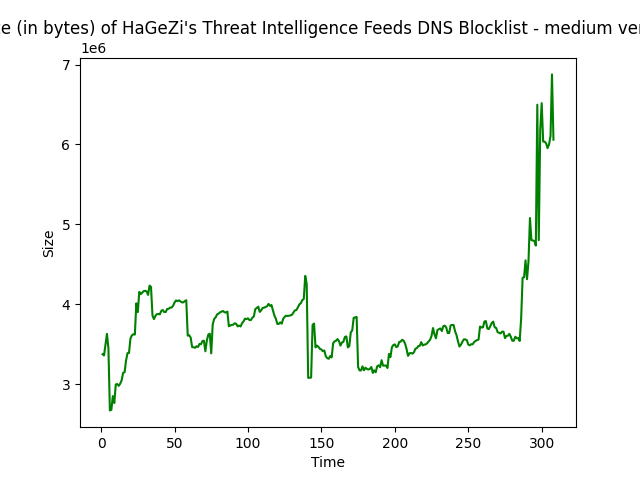 e (in bytes) of HaGeZi's Threat Intelligence Feeds DNS Blocklist - medium ver
1e6
7
6
5
4
3
Size
0 50 100 150 200 250 300
Time